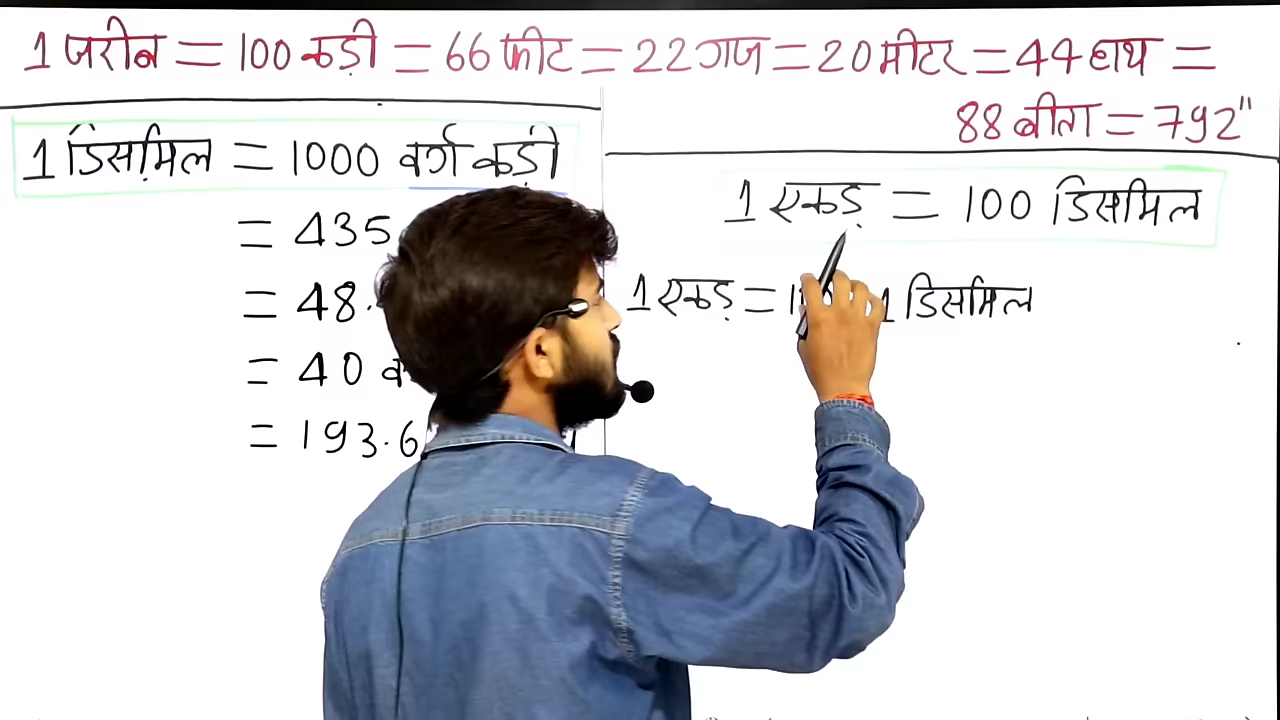 1 जरीब = 100 कड़ी = 66 फीट = 22 गज = 20 मीटर = 44 हाथ =
88 बीता = 792"
1 डिसमिल = 1000 वर्ग कड़ी
= 435
= 48.
= 40 व
= 193.6
1 एकड़ = 100 डिसमिल
1 एकड़ = 1 डिसमिल